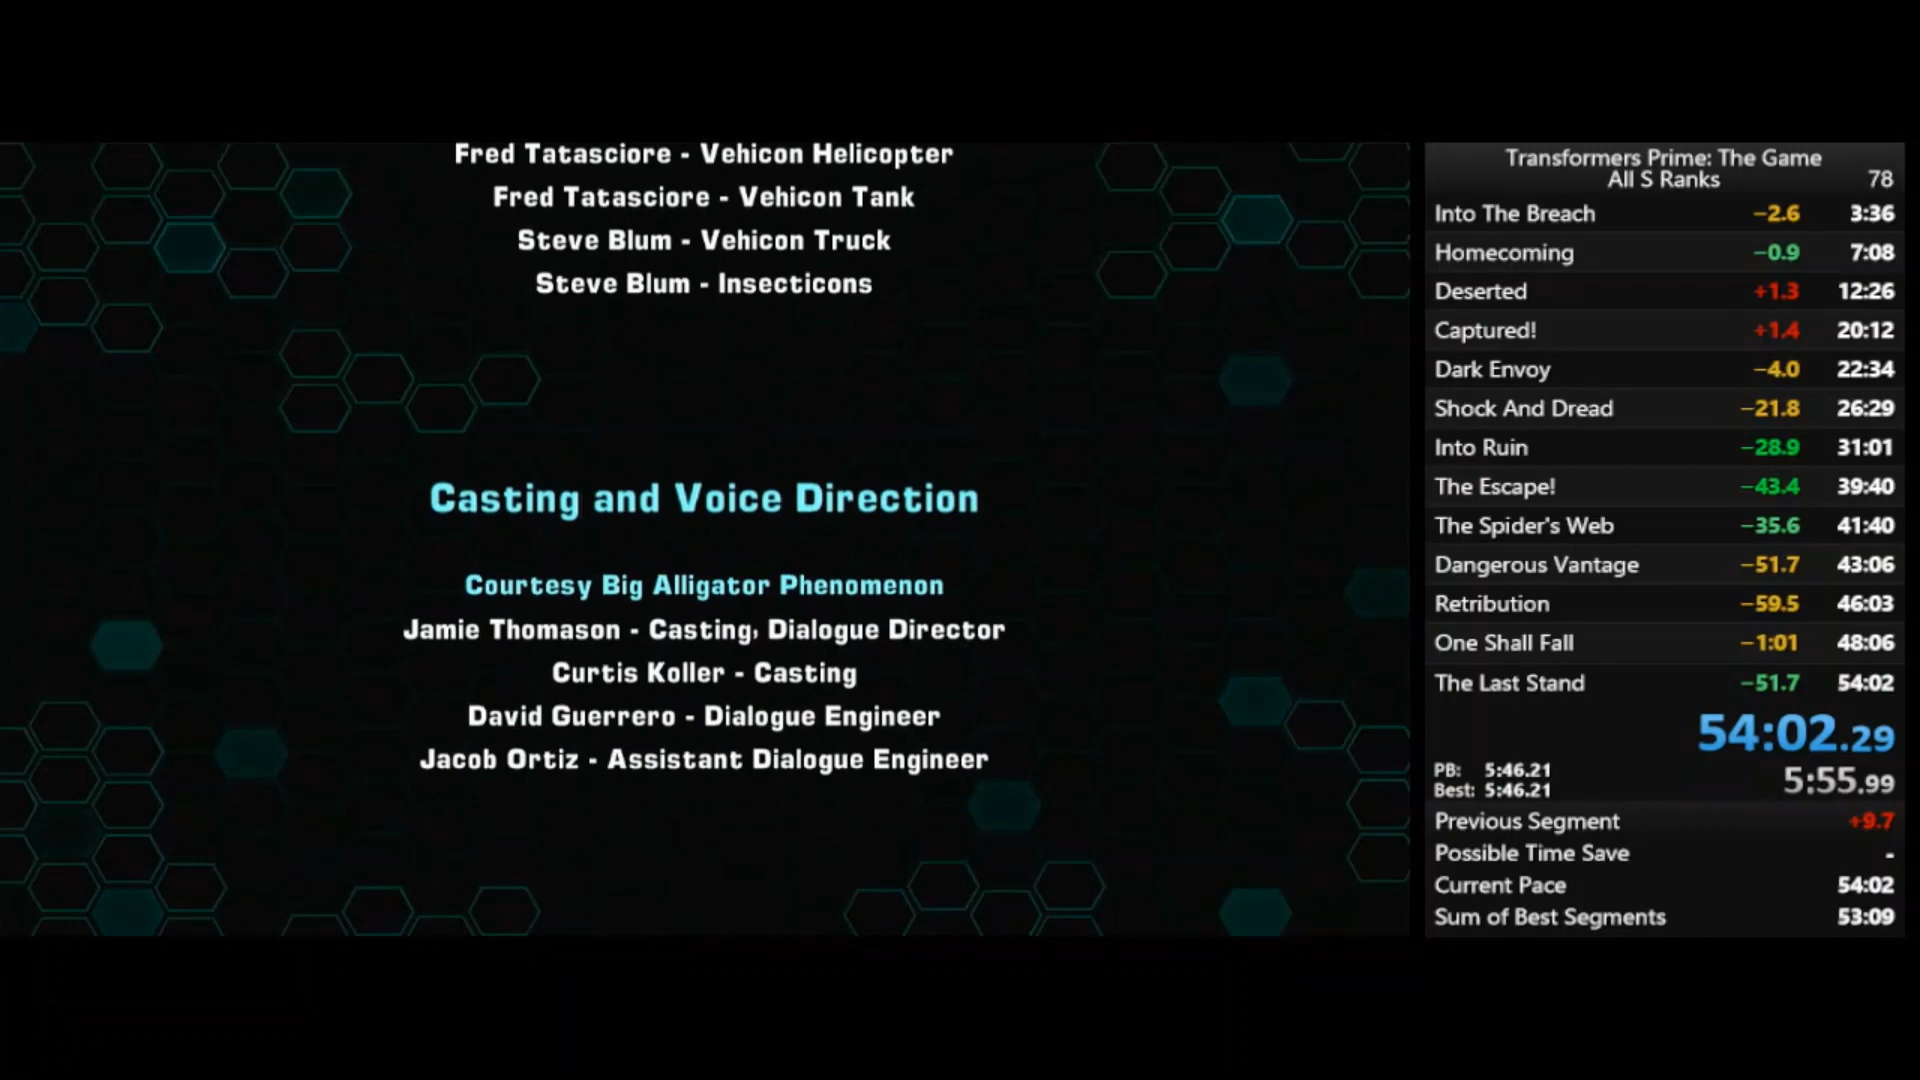 Fred Tatasciore - Vehicon Helicopter
Fred Tatasciore - Vehicon Tank
Steve Blum - Vehicon Truck
Steve Blum - Insecticons
Casting and Voice Direction
Courtesy Big Alligator Phenomenon
Jamie Thomason - Casting, Dialogue Director
Curtis Koller - Casting
David Guerrero - Dialogue Engineer
Jacob Ortiz - Assistant Dialogue Engineer
Transformers Prime: The Game
All S Ranks 78
Into The Breach −2.6 3:36
Homecoming −0.9 7:08
Deserted +1.3 12:26
Captured! +1.4 20:12
Dark Envoy −4.0 22:34
Shock And Dread −21.8 26:29
Into Ruin −28.9 31:01
The Escape! −43.4 39:40
The Spider's Web −35.6 41:40
Dangerous Vantage −51.7 43:06
Retribution −59.5 46:03
One Shall Fall −1:01 48:06
The Last Stand −51.7 54:02
54:02.29
PB: 5:46.21
Best: 5:46.21
5:55.99
Previous Segment +9.7
Possible Time Save -
Current Pace 54:02
Sum of Best Segments 53:09